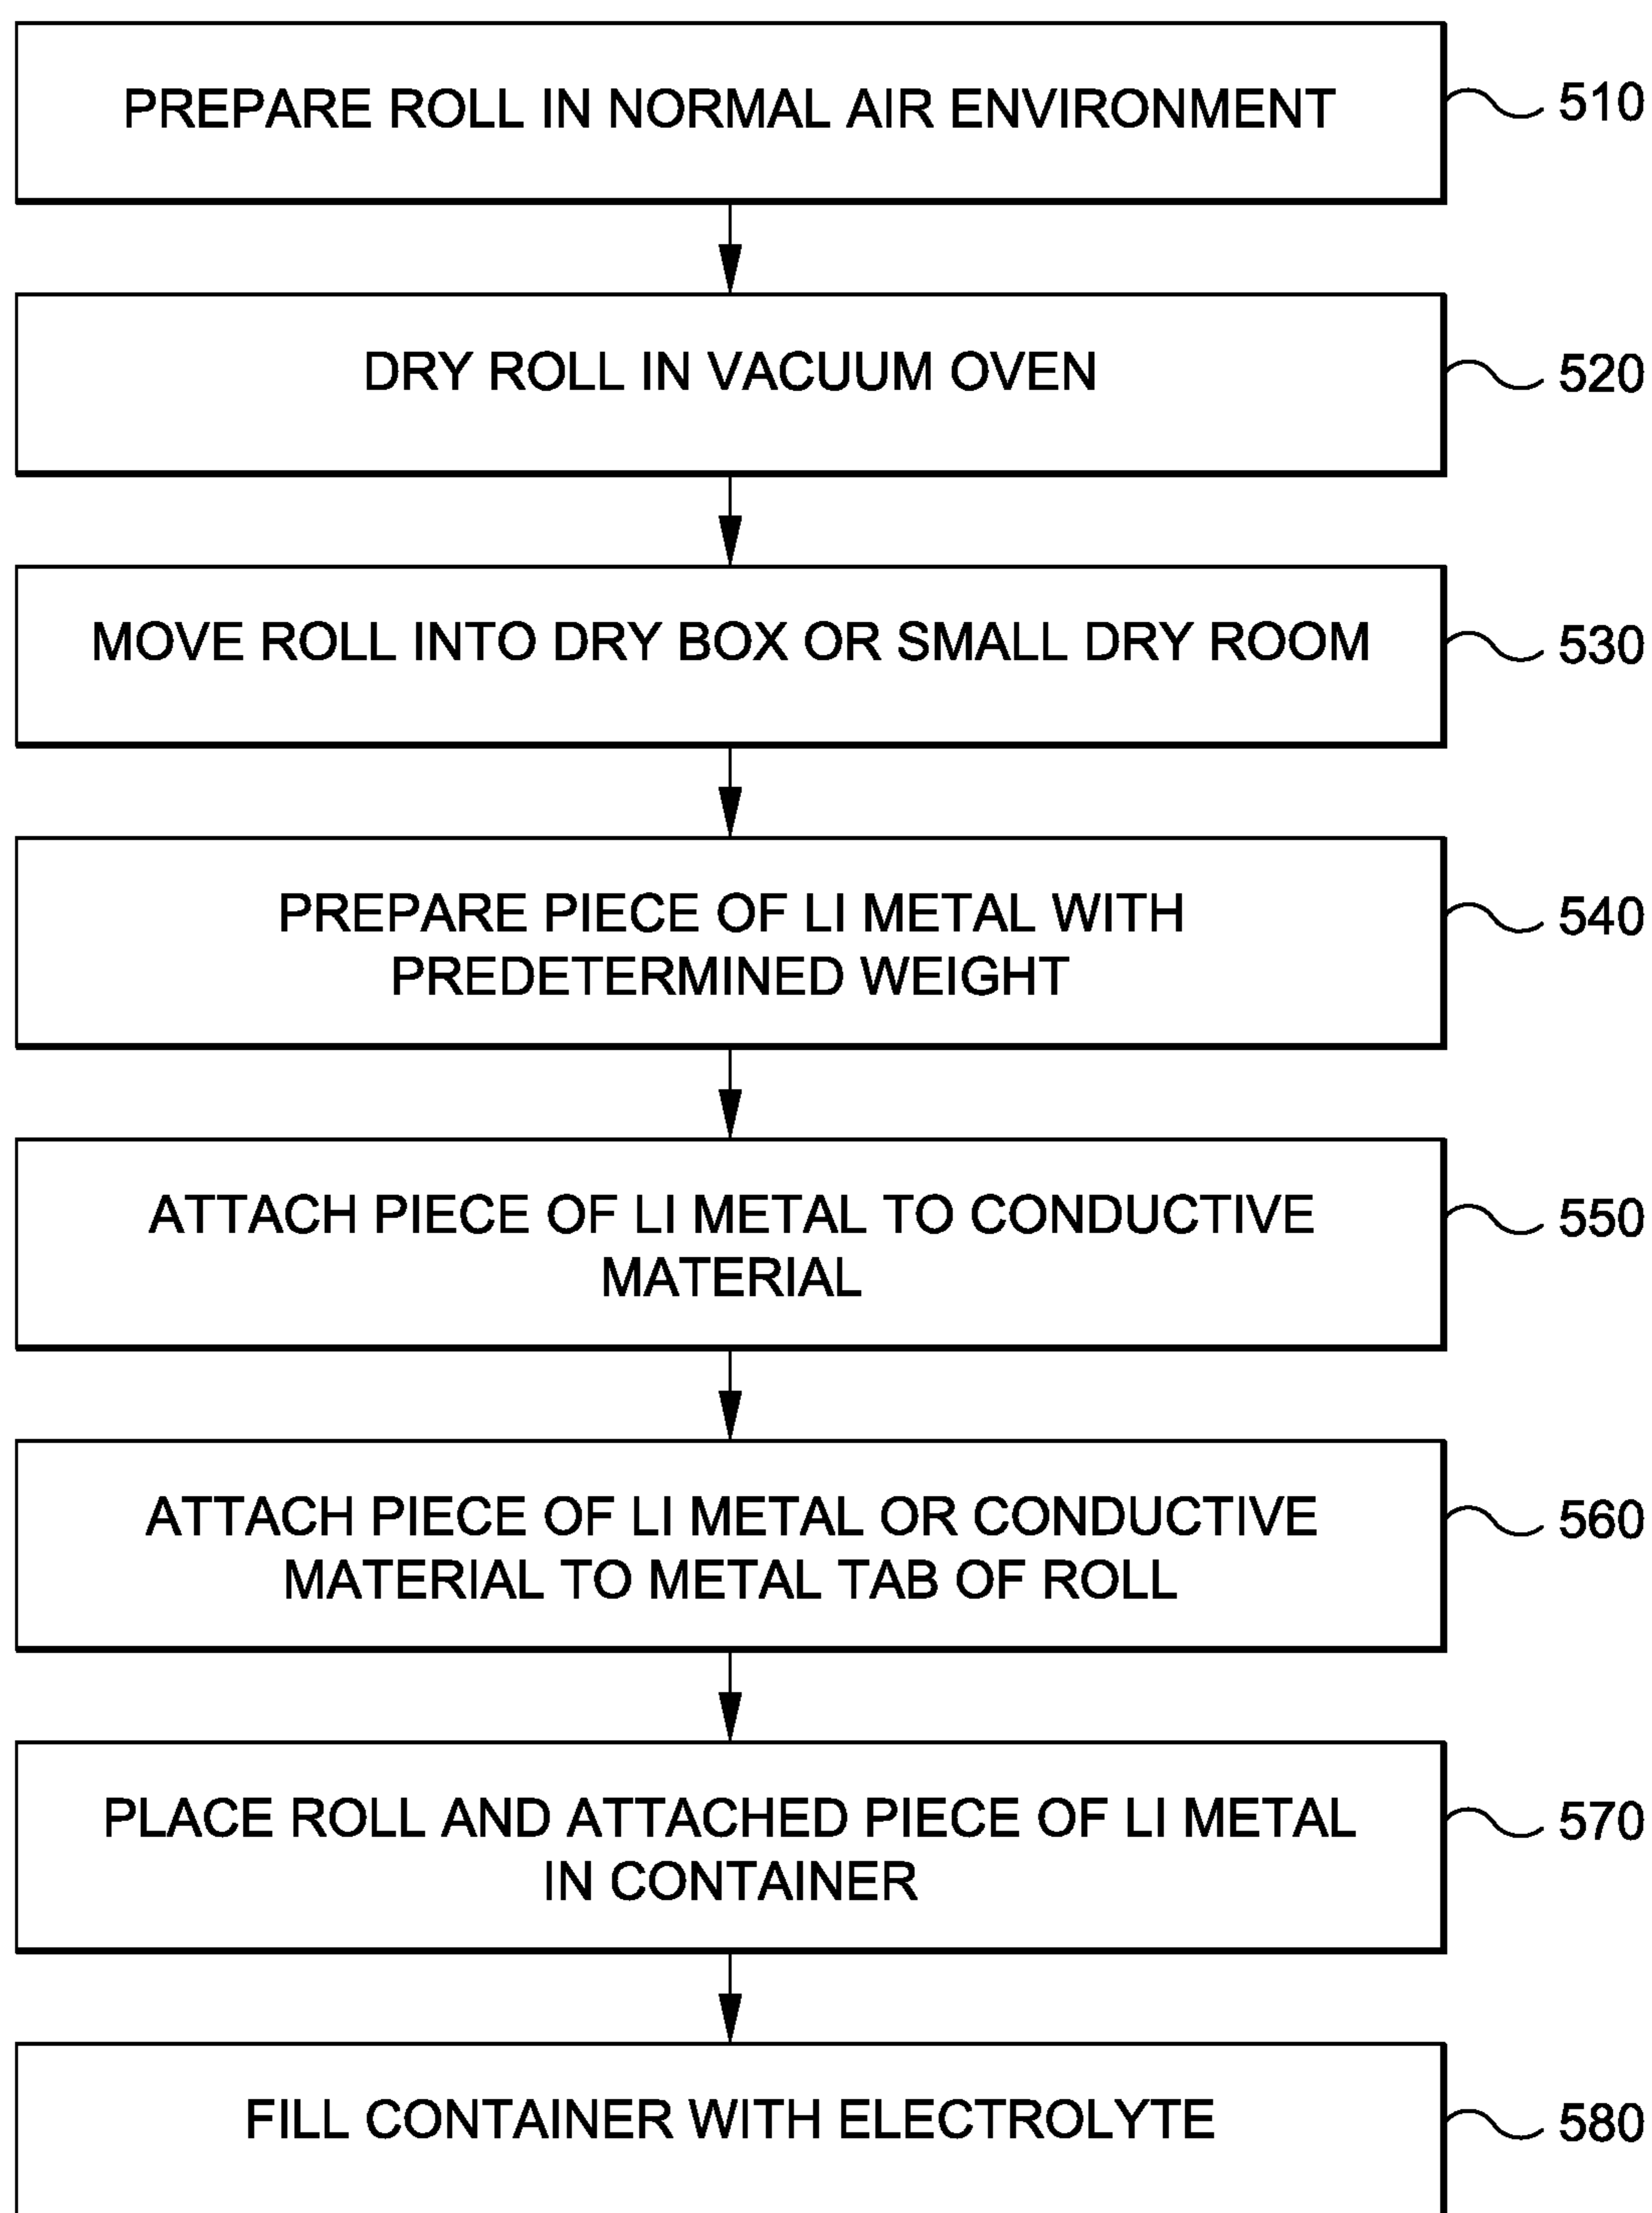 PREPARE ROLL IN NORMAL AIR ENVIRONMENT
510
DRY ROLL IN VACUUM OVEN
520
MOVE ROLL INTO DRY BOX OR SMALL DRY ROOM
530
PREPARE PIECE OF LI METAL WITH
PREDETERMINED WEIGHT
540
ATTACH PIECE OF LI METAL TO CONDUCTIVE
MATERIAL
550
ATTACH PIECE OF LI METAL OR CONDUCTIVE
MATERIAL TO METAL TAB OF ROLL
560
PLACE ROLL AND ATTACHED PIECE OF LI METAL
IN CONTAINER
570
FILL CONTAINER WITH ELECTROLYTE
580